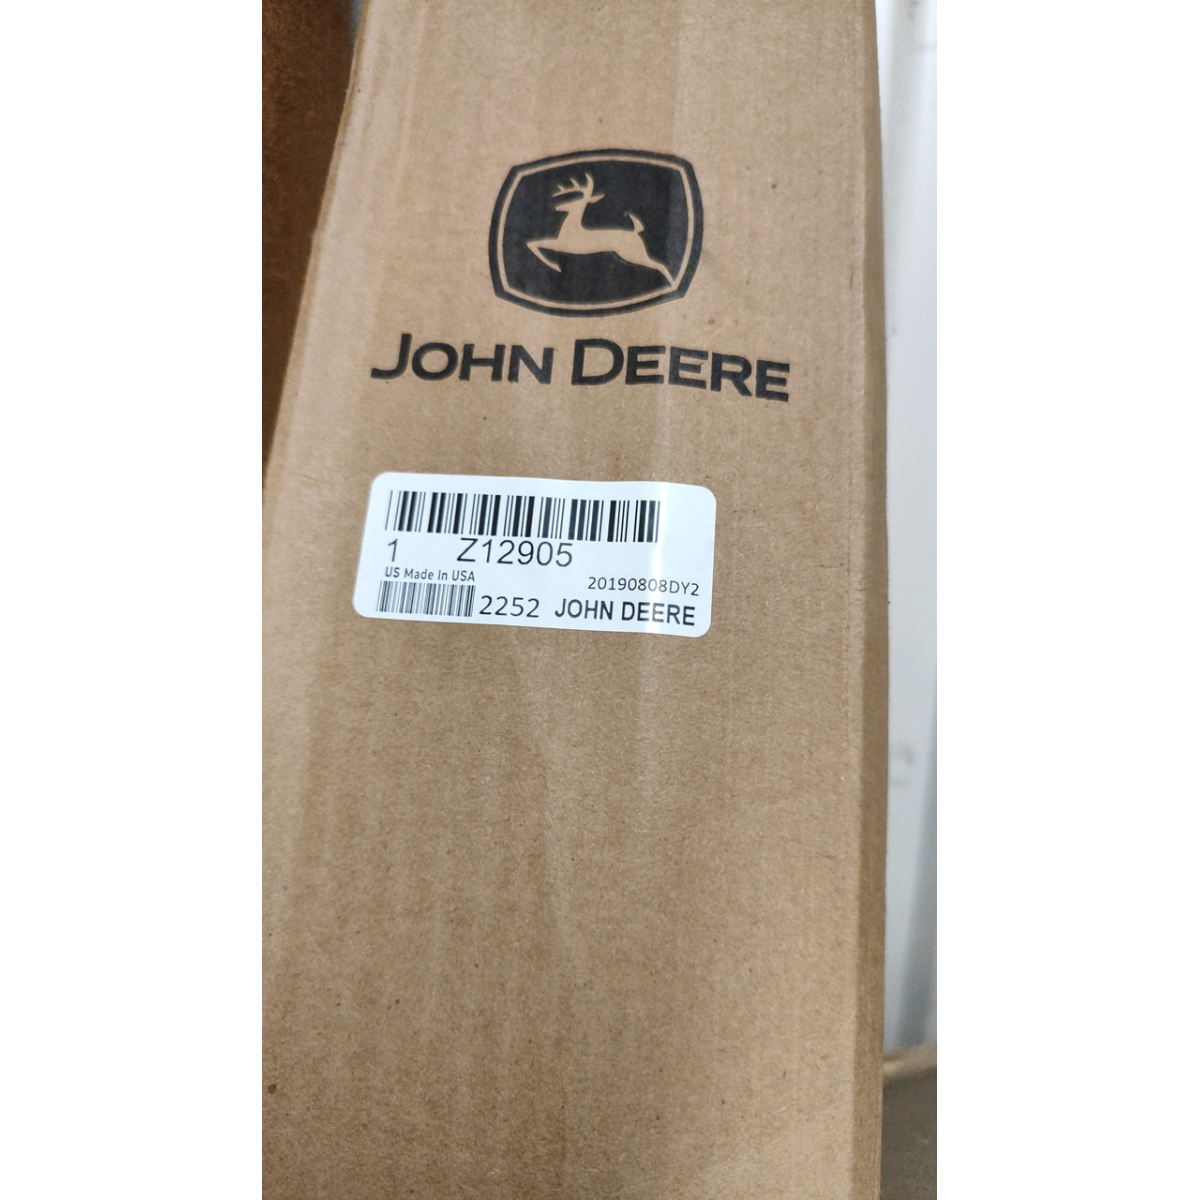 JOHN DEERE
1 Z12905
US Made In USA
20190808DY2
2252 JOHN DEERE